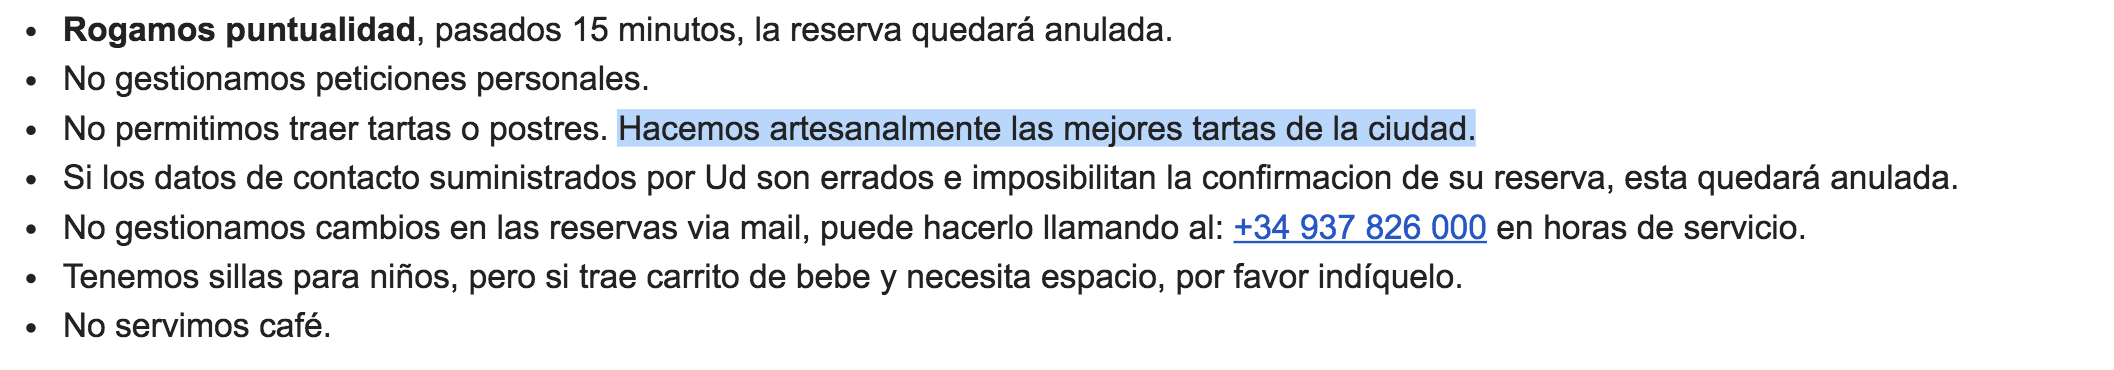 • Rogamos puntualidad, pasados 15 minutos, la reserva quedará anulada.
• No gestionamos peticiones personales.
• No permitimos traer tartas o postres. Hacemos artesanalmente las mejores tartas de la ciudad.
• Si los datos de contacto suministrados por Ud son errados e imposibilitan la confirmacion de su reserva, esta quedará anulada.
• No gestionamos cambios en las reservas via mail, puede hacerlo llamando al: +34 937 826 000 en horas de servicio.
• Tenemos sillas para niños, pero si trae carrito de bebe y necesita espacio, por favor indíquelo.
• No servimos café.